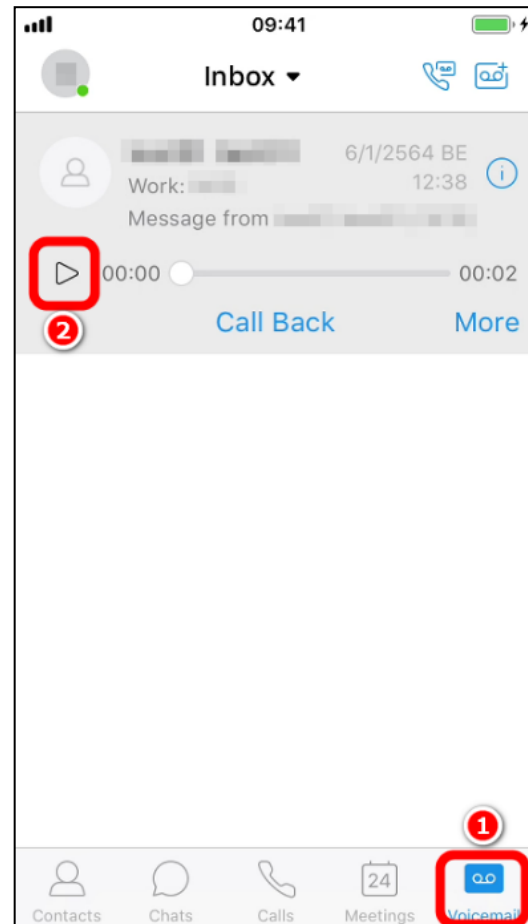 09:41
Inbox
6/1/2564 BE
Work:
12:38
Message from
00:00
00:02
2
Call Back
More
1
24
Contacts
Chats
Calls
Meetings
Voicemail